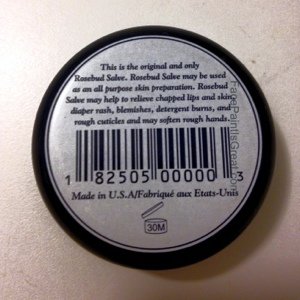 This is the original and only
Rosebud Salve. Rosebud Salve may be used
as an all purpose skin preparation. Rosebud
Salve may help to relieve chapped lips and skin
diaper rash, blemishes, detergent burns, and
rough cuticles and may soften rough hands.
1 82505 00000 3
Made in U.S.A/Fabriqué aux Etats-Unis
30M
FacePaintIsGreat.com